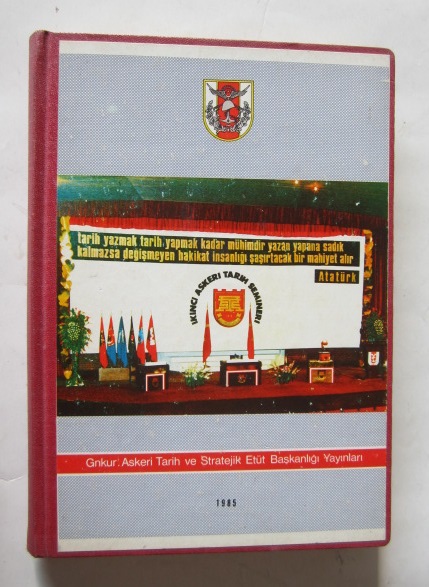 tarih yazmak tarih yapmak kadar mühimdir yazan yapana sadık
kalmazsa değişmeyen hakikat insanlığı şaşırtacak bir mahiyet alır
Atatürk
İKİNCİ ASKERİ TARİH SEMİNERİ
Gnkur. Askeri Tarih ve Stratejik Etüt Başkanlığı Yayınları
1985